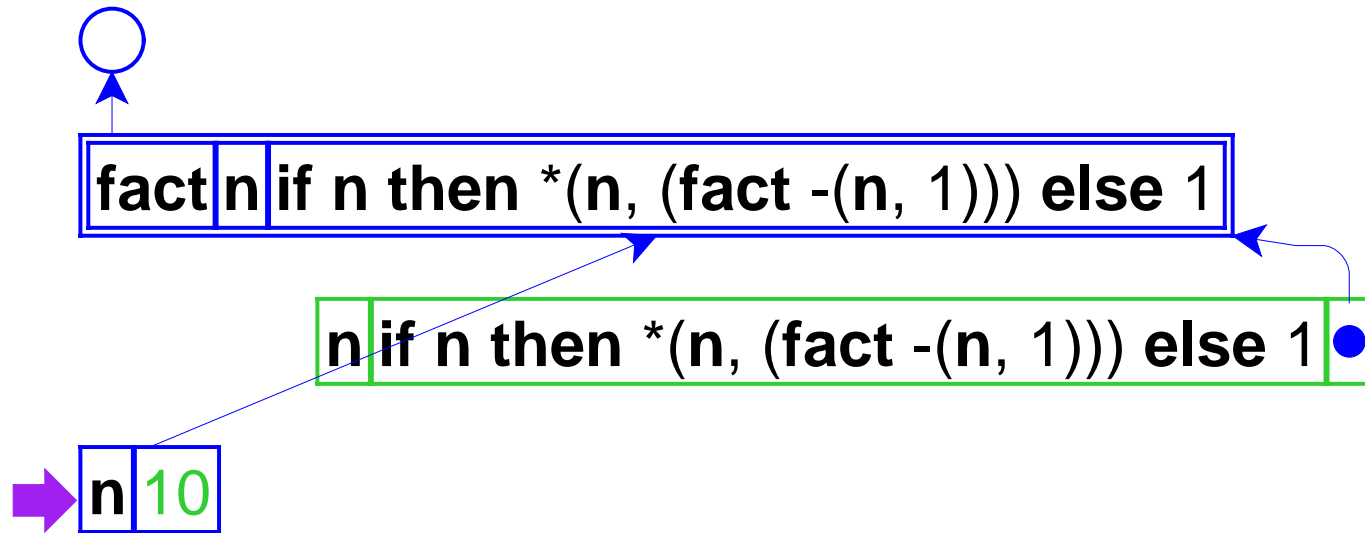 fact n if n then *(n, (fact -(n, 1))) else 1
n if n then *(n, (fact -(n, 1))) else 1
n 10